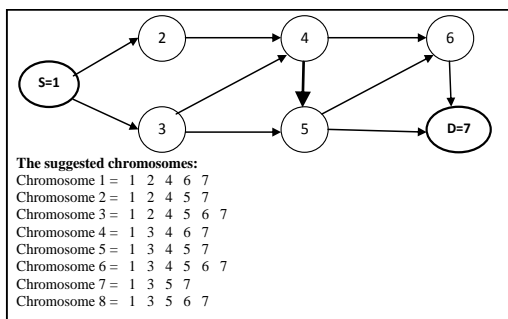 2 4 6
S=1
3 5 D=7
The suggested chromosomes:
Chromosome 1 = 1 2 4 6 7
Chromosome 2 = 1 2 4 5 7
Chromosome 3 = 1 2 4 5 6 7
Chromosome 4 = 1 3 4 6 7
Chromosome 5 = 1 3 4 5 7
Chromosome 6 = 1 3 4 5 6 7
Chromosome 7 = 1 3 5 7
Chromosome 8 = 1 3 5 6 7